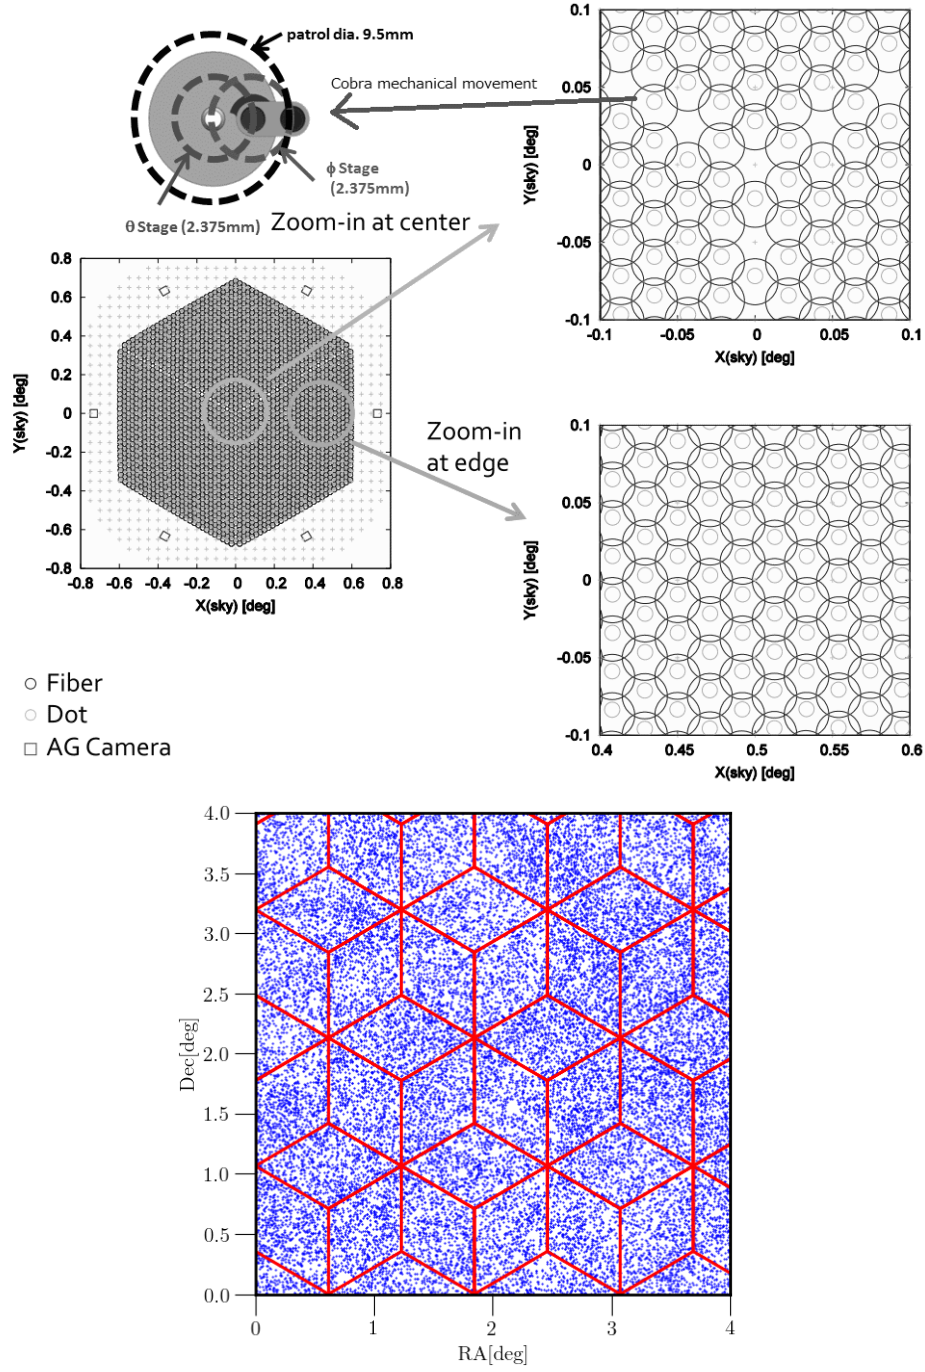 patrol dia. 9.5mm
Cobra mechanical movement
ϕ Stage
(2.375mm)
θ Stage (2.375mm)
Zoom-in at center
0.1
0.05
0
-0.05
-0.1
Y(sky) [deg]
-0.1 -0.05 0 0.05 0.1
X(sky) [deg]
0.8
0.6
0.4
0.2
0
-0.2
-0.4
-0.6
-0.8
Y(sky) [deg]
-0.8 -0.6 -0.4 -0.2 0 0.2 0.4 0.6 0.8
X(sky) [deg]
Zoom-in
at edge
0.1
0.05
0
-0.05
-0.1
Y(sky) [deg]
0.4 0.45 0.5 0.55 0.6
X(sky) [deg]
Fiber
Dot
AG Camera
4.0
3.5
3.0
2.5
2.0
1.5
1.0
0.5
0.0
Dec[deg]
0 1 2 3 4
RA[deg]